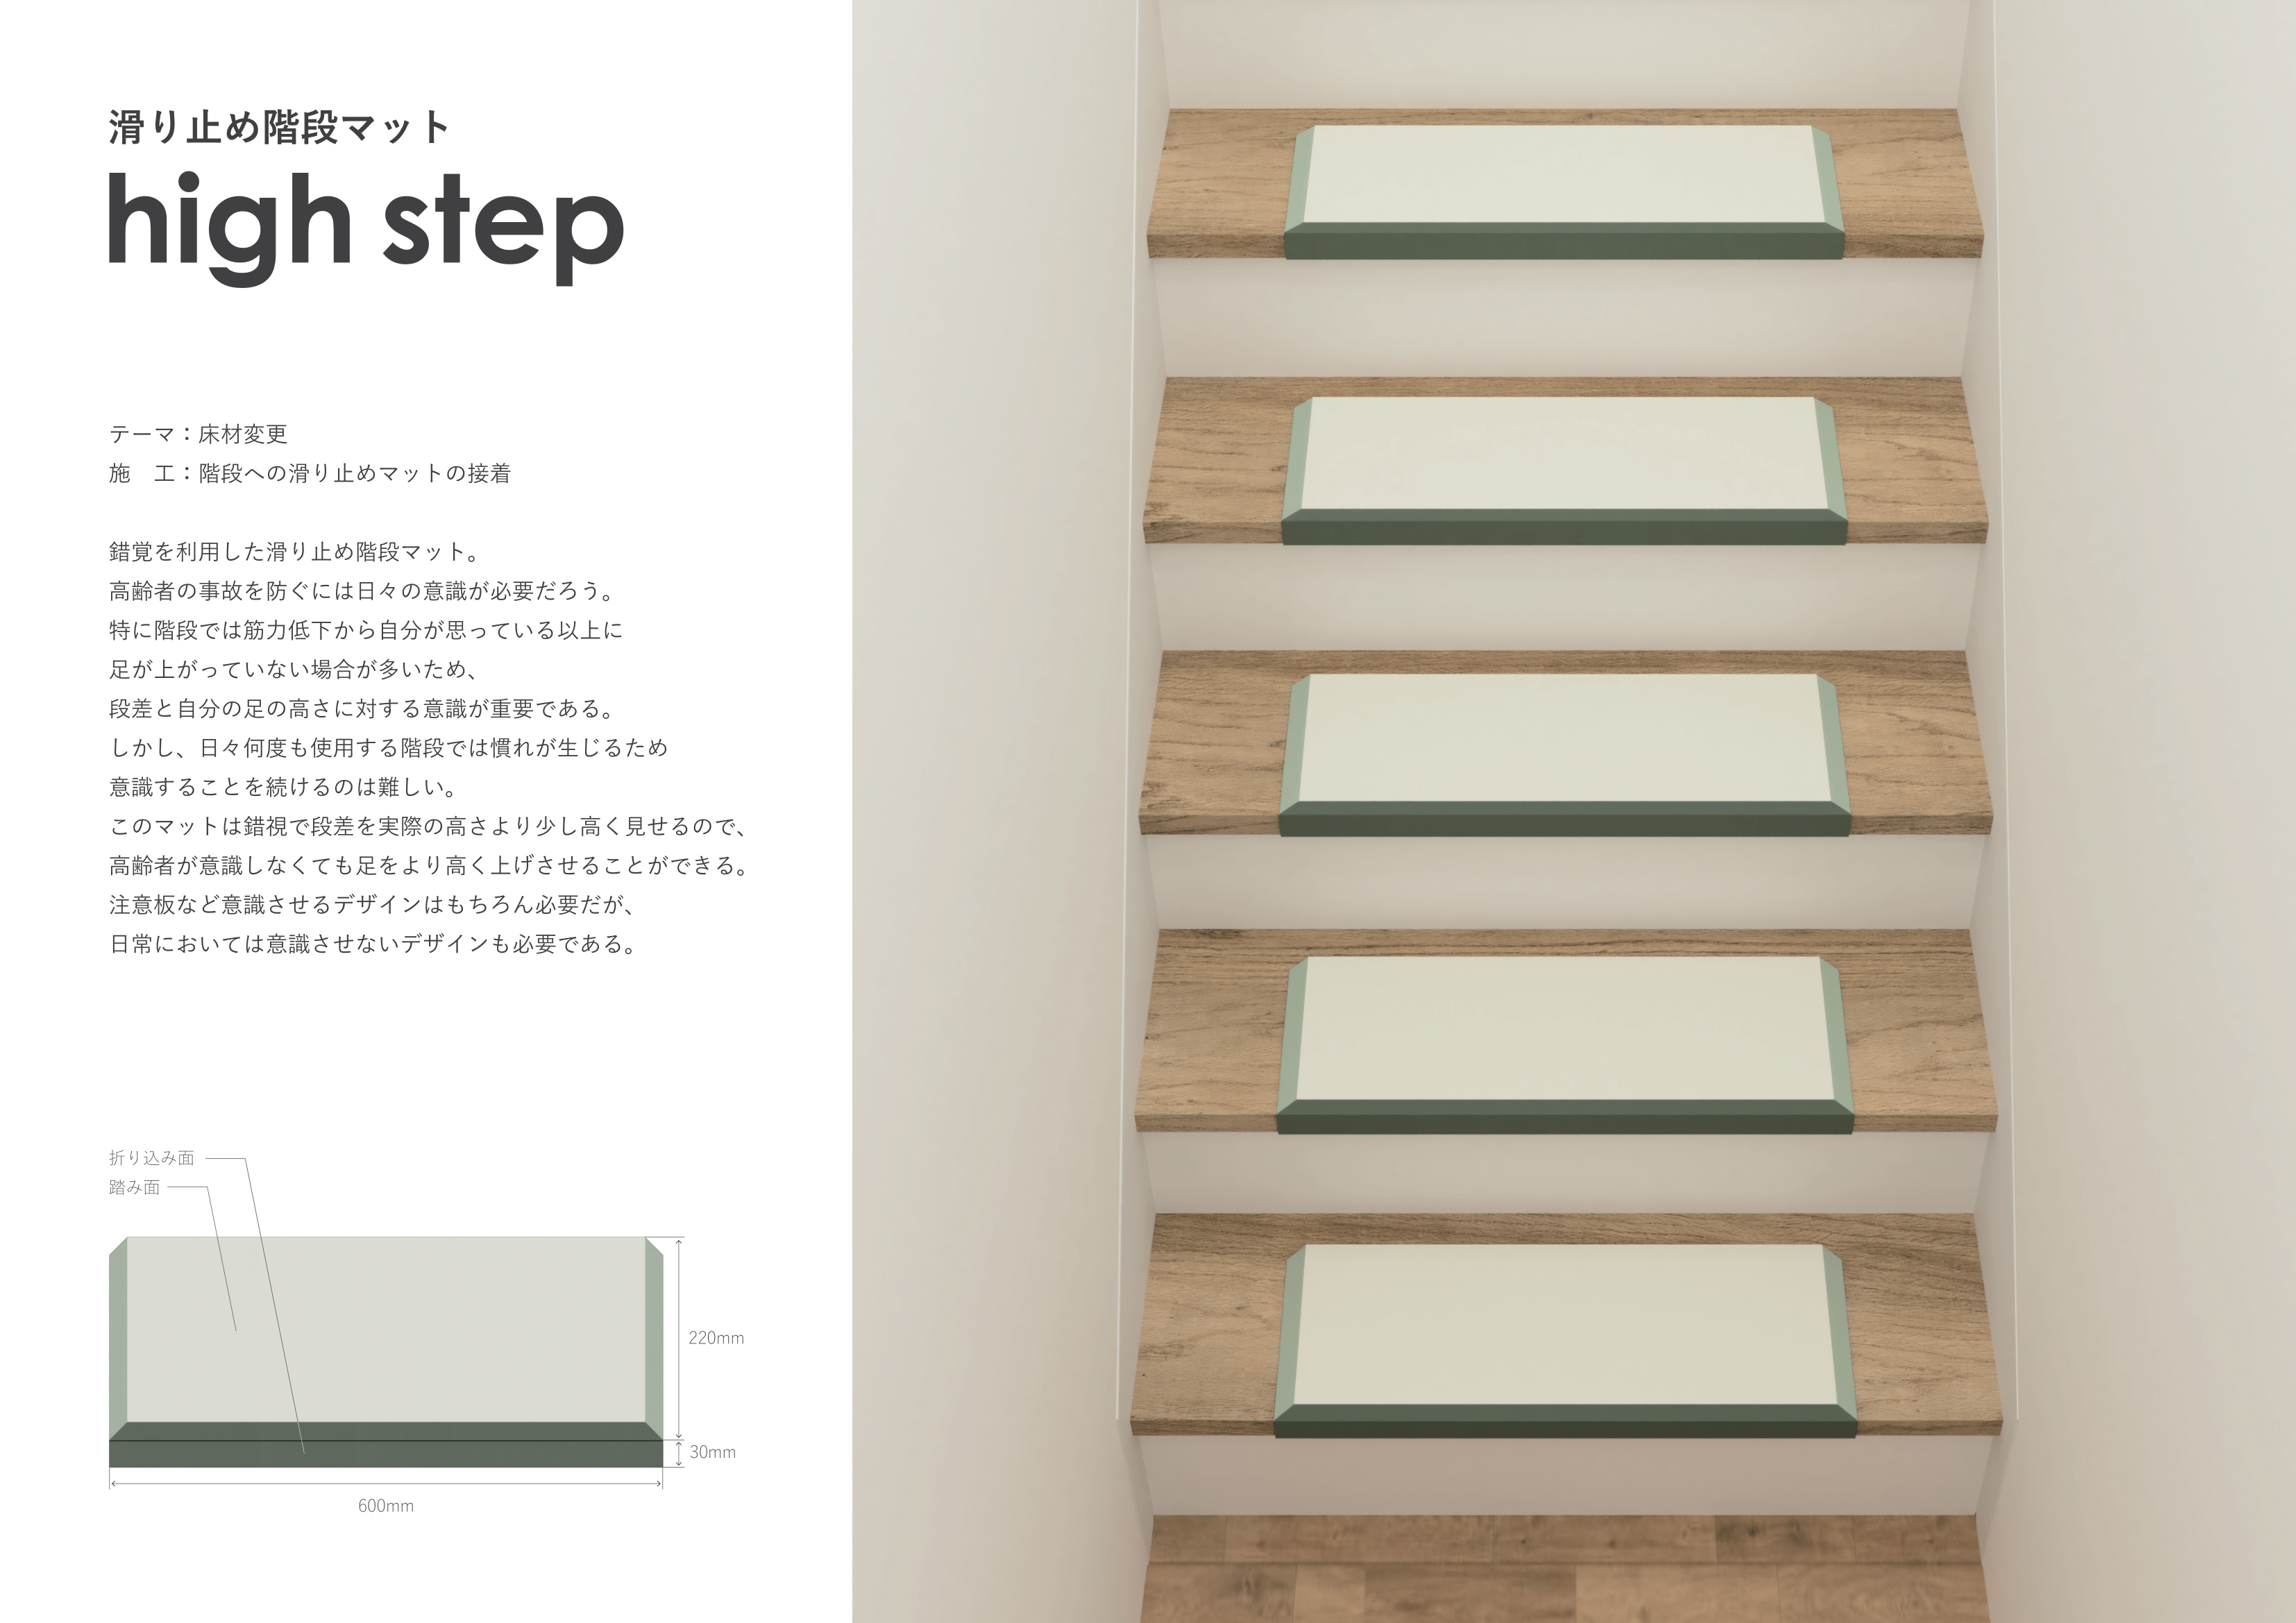 滑り止め階段マット
high step
テーマ：床材変更
施　工：階段への滑り止めマットの接着
錯覚を利用した滑り止め階段マット。
高齢者の事故を防ぐには日々の意識が必要だろう。
特に階段では筋力低下から自分が思っている以上に
足が上がっていない場合が多いため、
段差と自分の足の高さに対する意識が重要である。
しかし、日々何度も使用する階段では慣れが生じるため
意識することを続けるのは難しい。
このマットは錯視で段差を実際の高さより少し高く見せるので、
高齢者が意識しなくても足をより高く上げさせることができる。
注意板など意識させるデザインはもちろん必要だが、
日常においては意識させないデザインも必要である。
折り込み面
踏み面
220mm
30mm
600mm